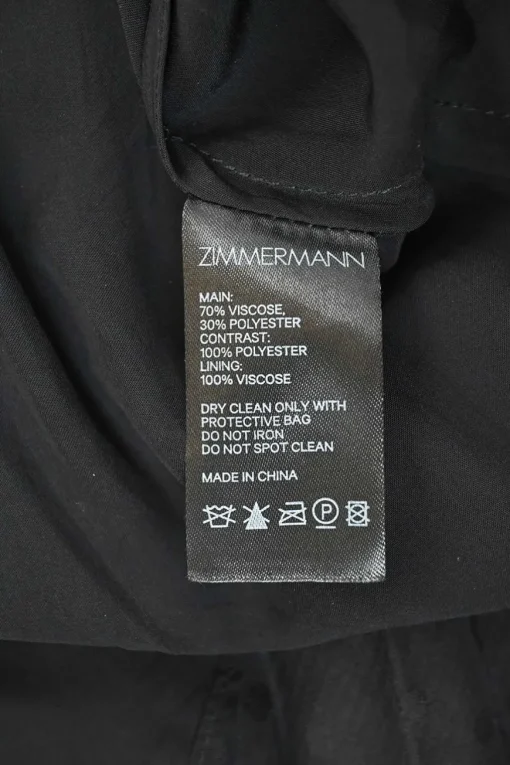 ZIMMERMANN
MAIN:
70% VISCOSE,
30% POLYESTER
CONTRAST:
100% POLYESTER
LINING:
100% VISCOSE
DRY CLEAN ONLY WITH
PROTECTIVE BAG
DO NOT IRON
DO NOT SPOT CLEAN
MADE IN CHINA
P